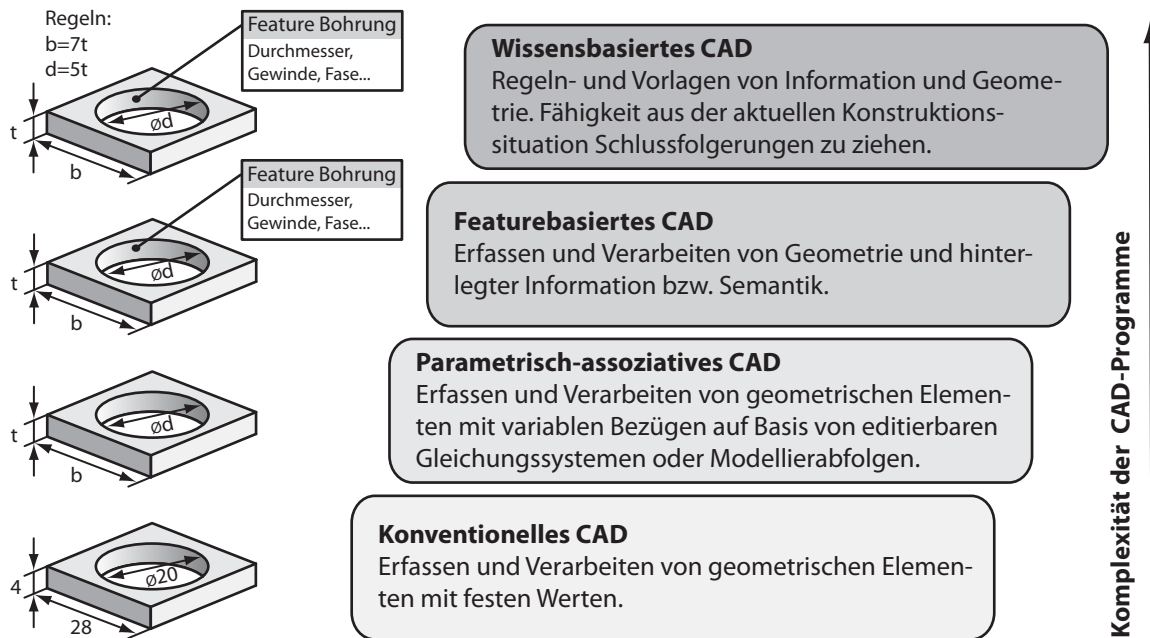 Regeln:
b=7t
d=5t
Feature Bohrung
Durchmesser,
Gewinde, Fase...
t
ød
b
Wissensbasiertes CAD
Regeln- und Vorlagen von Information und Geome-
trie. Fähigkeit aus der aktuellen Konstruktions-
situation Schlussfolgerungen zu ziehen.
Feature Bohrung
Durchmesser,
Gewinde, Fase...
t
ød
b
Featurebasiertes CAD
Erfassen und Verarbeiten von Geometrie und hinter-
legter Information bzw. Semantik.
t
ød
b
Parametrisch-assoziatives CAD
Erfassen und Verarbeiten von geometrischen Elemen-
ten mit variablen Bezügen auf Basis von editierbaren
Gleichungssystemen oder Modellierabfolgen.
4
ø20
28
Konventionelles CAD
Erfassen und Verarbeiten von geometrischen Elemen-
ten mit festen Werten.
Komplexität der CAD-Programme